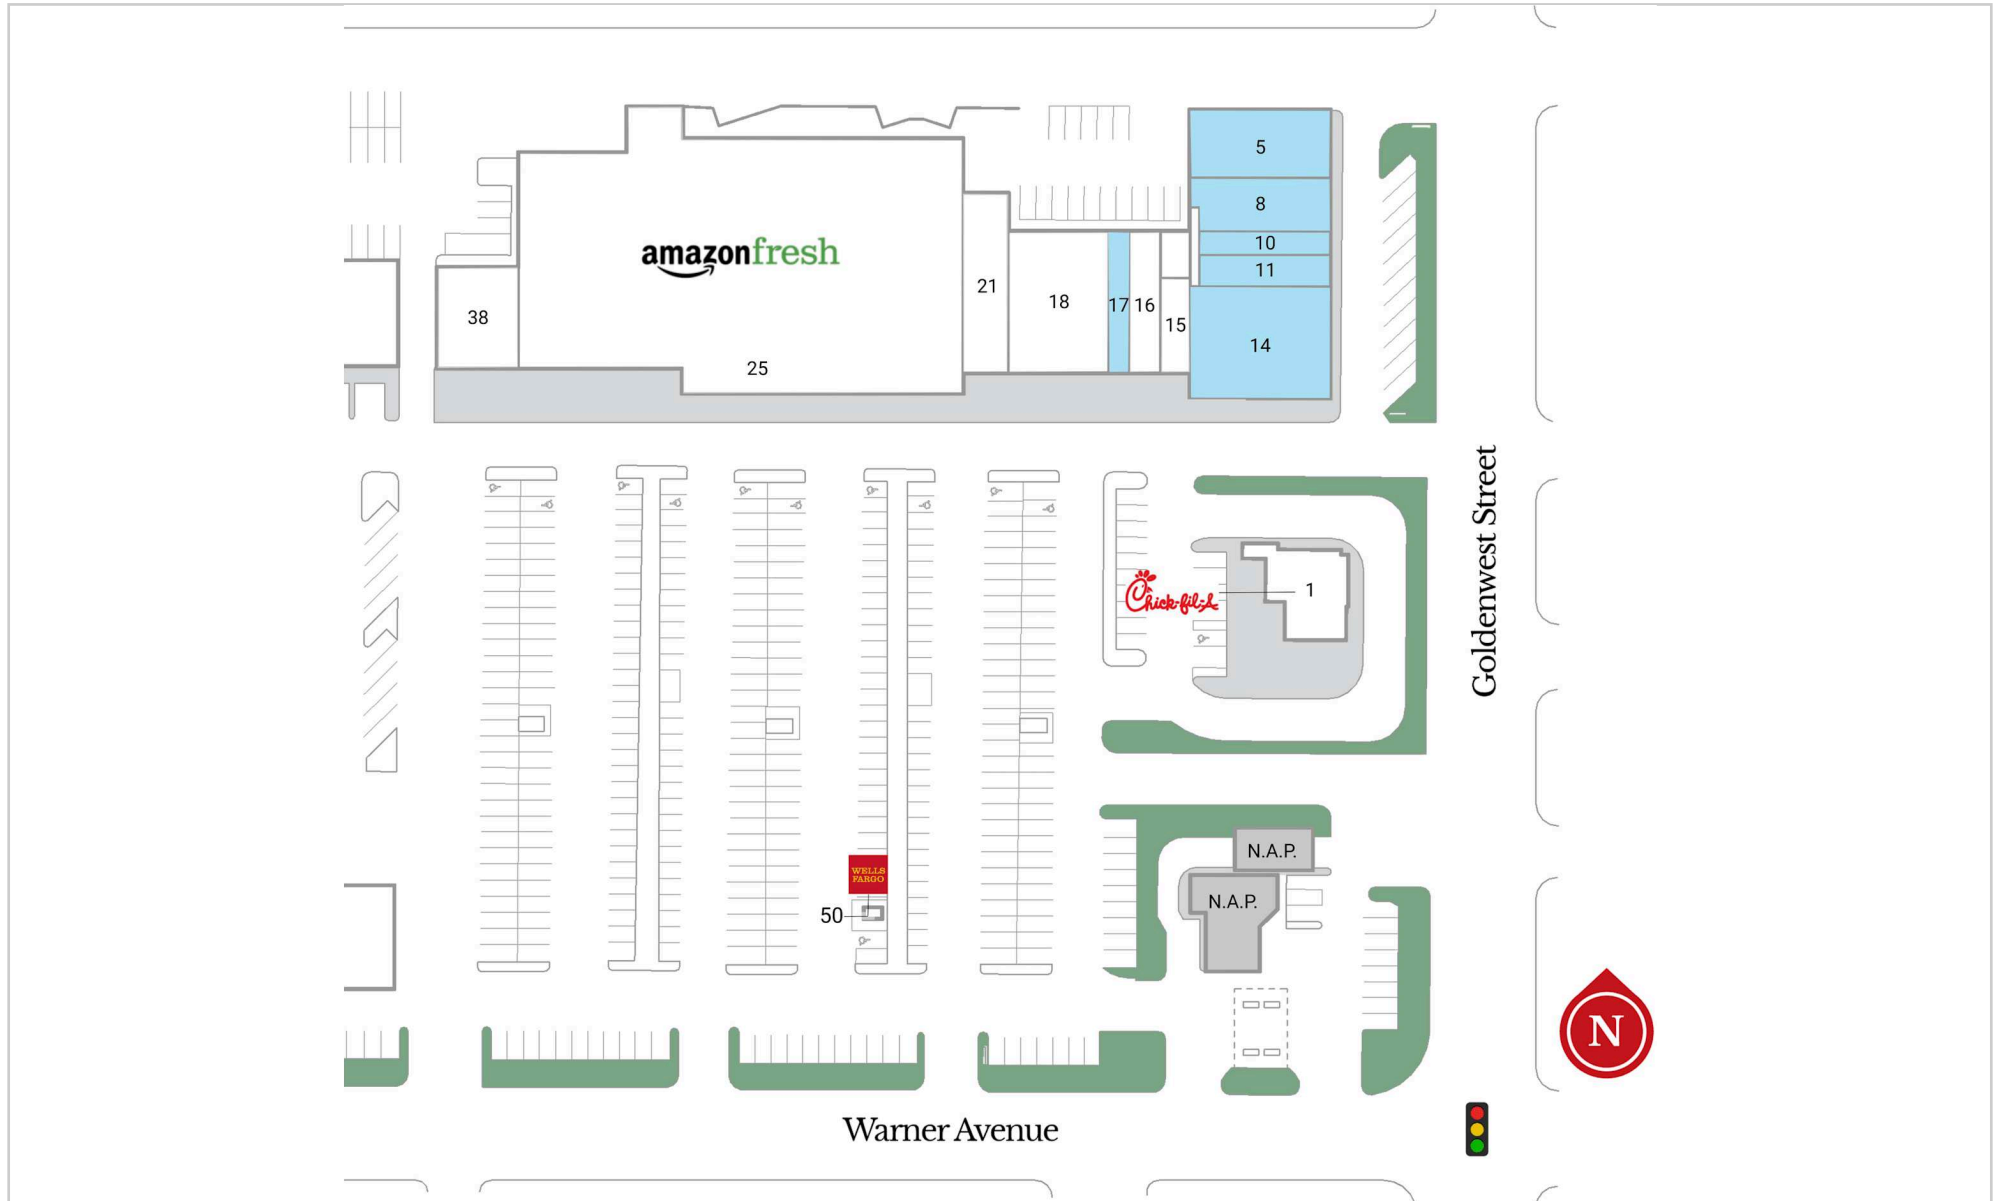 5
8
10
11
14
amazonfresh
21
18
17
16
15
38
25
Goldenwest Street
Chick-fil-A
1
WELLS
FARGO
50
N.A.P.
N.A.P.
N
Warner Avenue